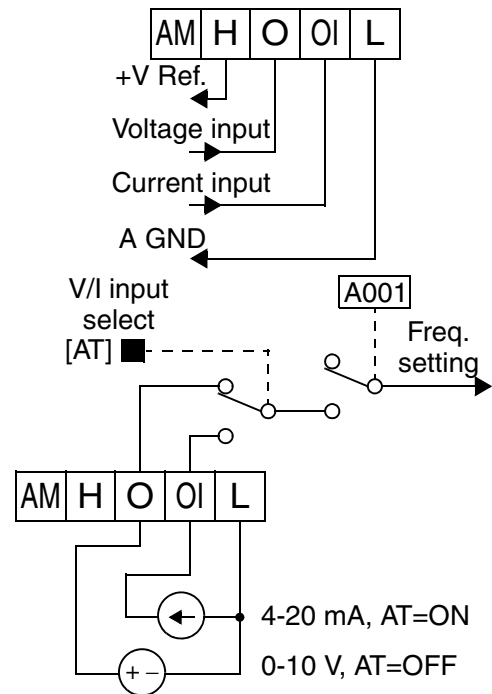 AM H O OI L
+V Ref.
Voltage input
Current input
A GND
V/I input
select
[AT]
A001
Freq.
setting
AM H O OI L
4-20 mA, AT=ON
+ −
0-10 V, AT=OFF